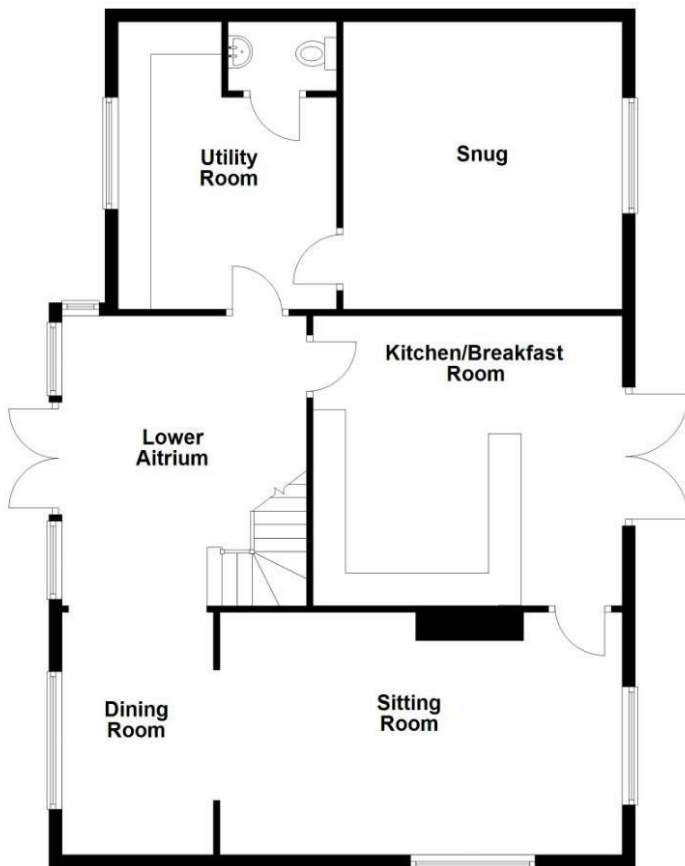 Utility
Room
Snug
Kitchen/Breakfast
Room
Lower
Aitrium
Dining
Room
Sitting
Room